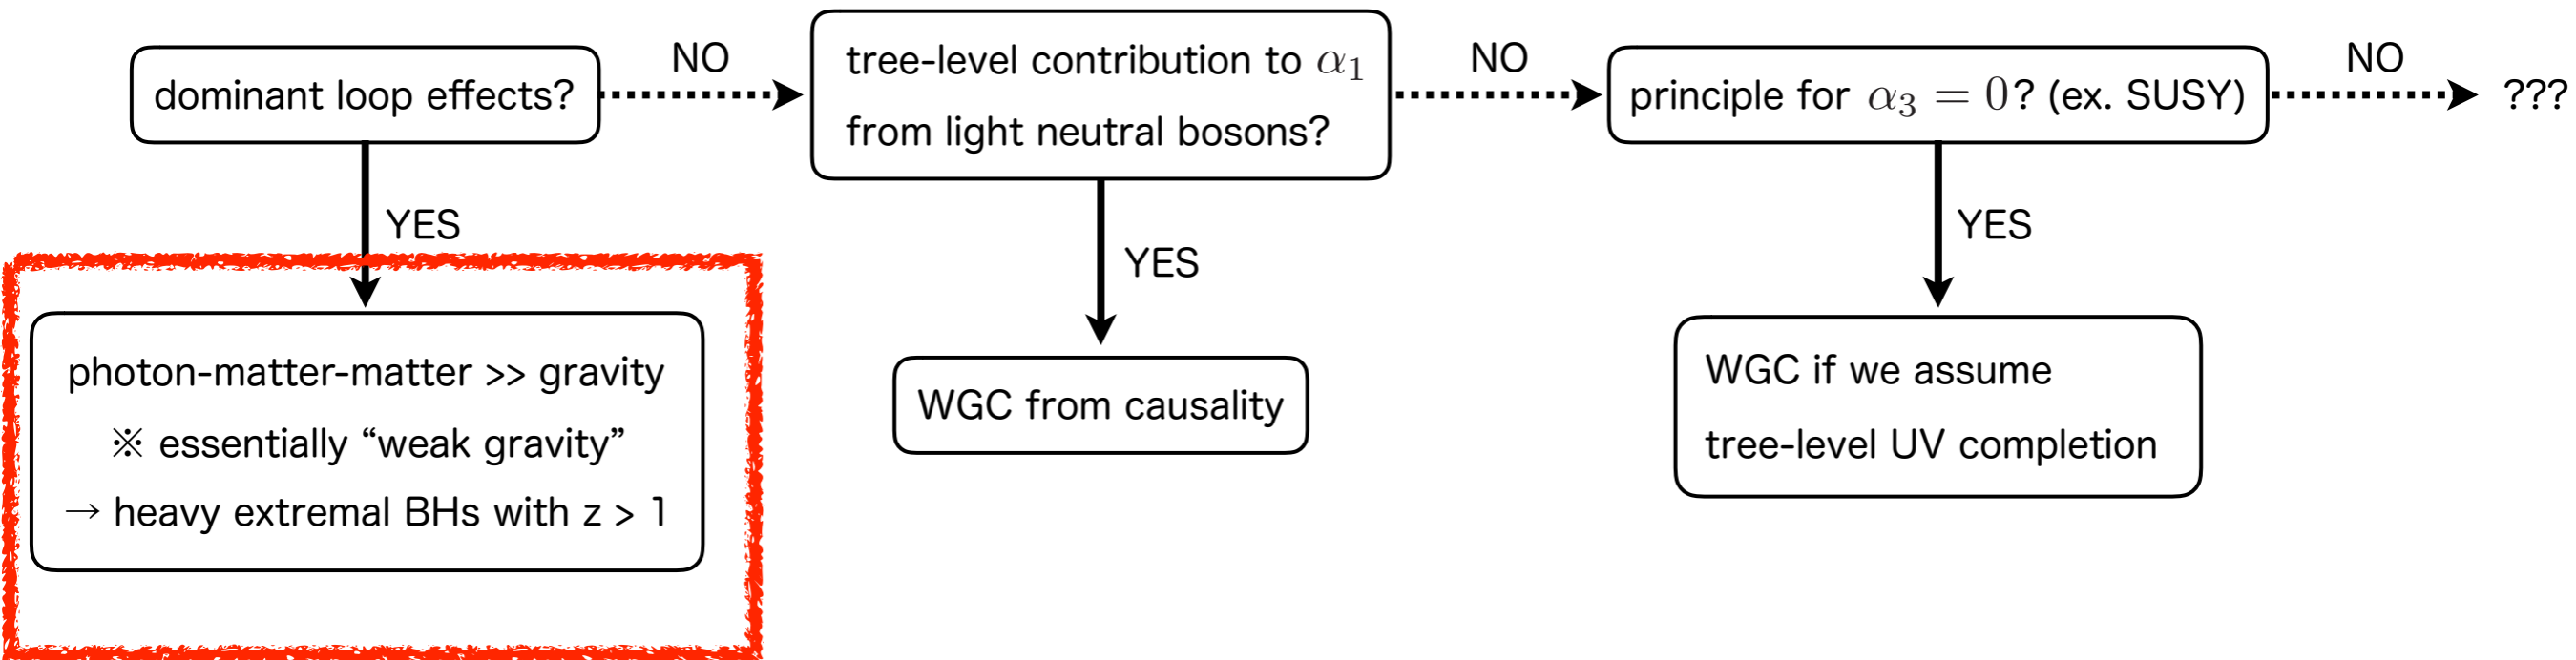 dominant loop effects?
NO
tree-level contribution to α₁
from light neutral bosons?
NO
principle for α₃ = 0? (ex. SUSY)
NO
???
YES
YES
YES
photon-matter-matter >> gravity
※ essentially “weak gravity”
→ heavy extremal BHs with z > 1
WGC from causality
WGC if we assume
tree-level UV completion